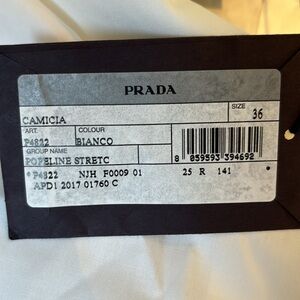 PRADA
CAMICIA
SIZE 36
ART. COLOUR
P4822 BIANCO
GROUP NAME
POPELINE STRETC
8 059593 394692
*P4822 NJH F0009 01 25 R 141
APD1 2017 01760 C